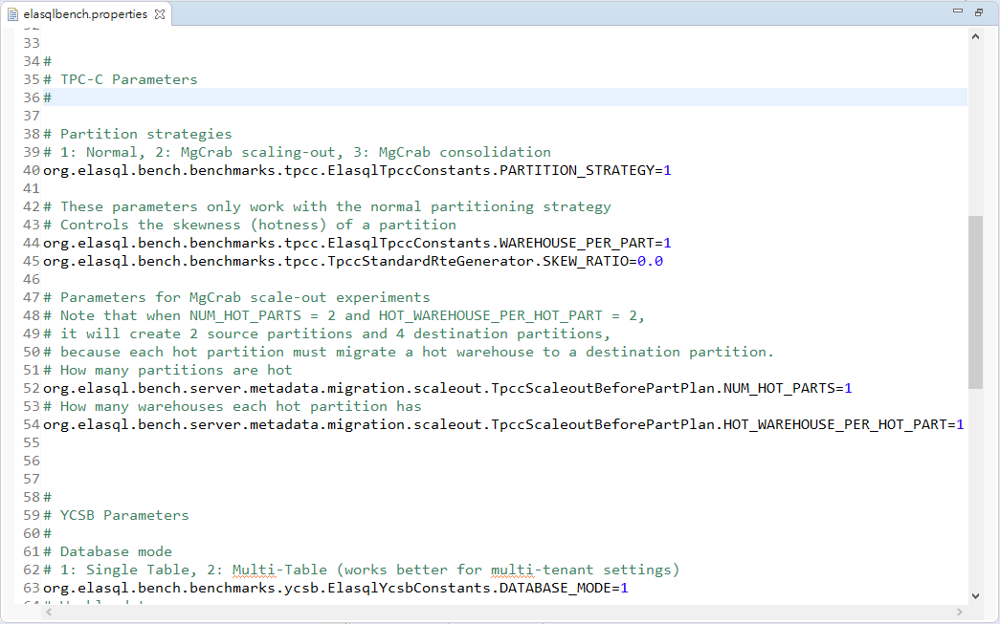 elasqlbench.properties
33
34 #
35 # TPC-C Parameters
36 #
37
38 # Partition strategies
39 # 1: Normal, 2: MgCrab scaling-out, 3: MgCrab consolidation
40 org.elasql.bench.benchmarks.tpcc.ElasqlTpccConstants.PARTITION_STRATEGY=1
41
42 # These parameters only work with the normal partitioning strategy
43 # Controls the skewness (hotness) of a partition
44 org.elasql.bench.benchmarks.tpcc.ElasqlTpccConstants.WAREHOUSE_PER_PART=1
45 org.elasql.bench.benchmarks.tpcc.TpccStandardRteGenerator.SKEW_RATIO=0.0
46
47 # Parameters for MgCrab scale-out experiments
48 # Note that when NUM_HOT_PARTS = 2 and HOT_WAREHOUSE_PER_HOT_PART = 2,
49 # it will create 2 source partitions and 4 destination partitions,
50 # because each hot partition must migrate a hot warehouse to a destination partition.
51 # How many partitions are hot
52 org.elasql.bench.server.metadata.migration.scaleout.TpccScaleoutBeforePartPlan.NUM_HOT_PARTS=1
53 # How many warehouses each hot partition has
54 org.elasql.bench.server.metadata.migration.scaleout.TpccScaleoutBeforePartPlan.HOT_WAREHOUSE_PER_HOT_PART=1
55
56
57
58 #
59 # YCSB Parameters
60 #
61 # Database mode
62 # 1: Single Table, 2: Multi-Table (works better for multi-tenant settings)
63 org.elasql.bench.benchmarks.ycsb.ElasqlYcsbConstants.DATABASE_MODE=1